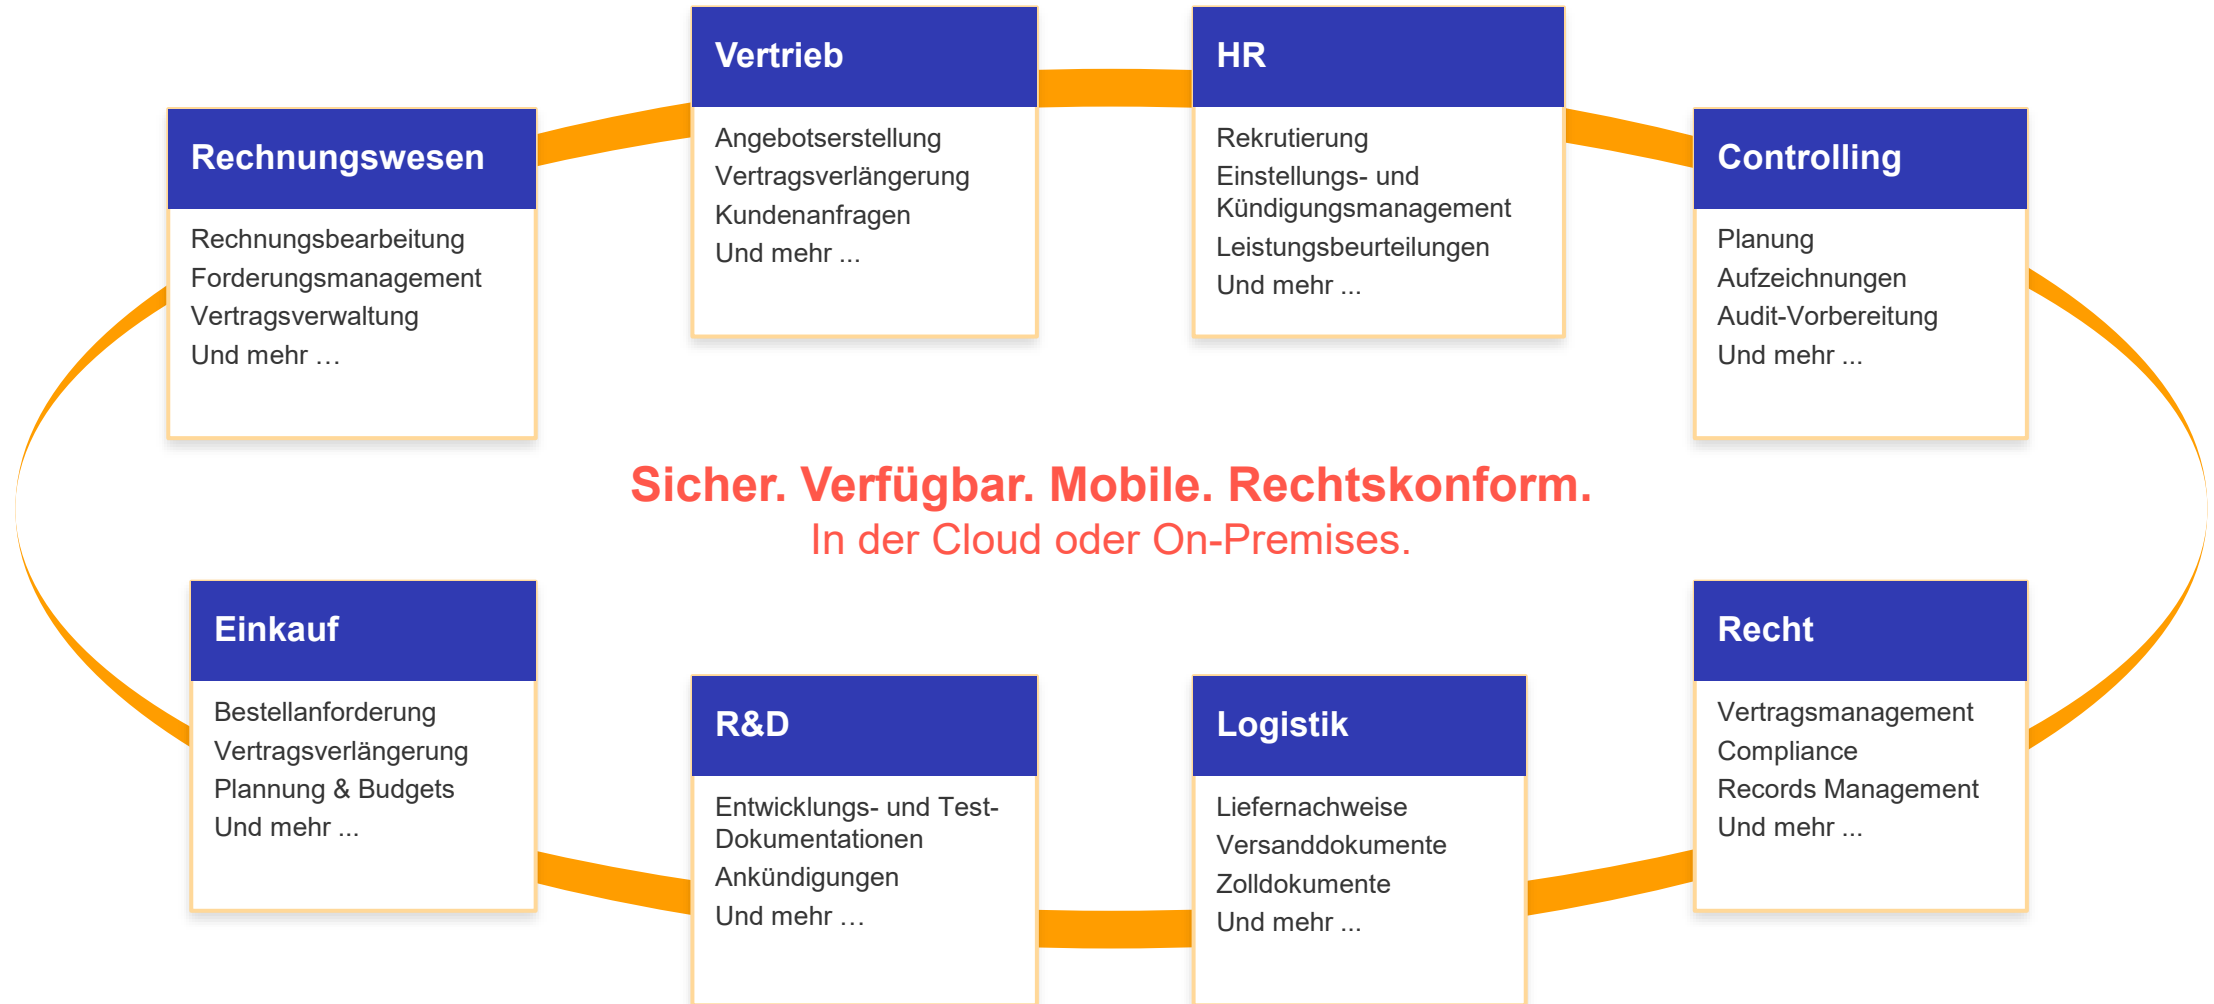 Rechnungswesen
Rechnungsbearbeitung
Forderungsmanagement
Vertragsverwaltung
Und mehr …
Vertrieb
Angebotserstellung
Vertragsverlängerung
Kundenanfragen
Und mehr ...
HR
Rekrutierung
Einstellungs- und
Kündigungsmanagement
Leistungsbeurteilungen
Und mehr ...
Controlling
Planung
Aufzeichnungen
Audit-Vorbereitung
Und mehr ...
Sicher. Verfügbar. Mobile. Rechtskonform.
In der Cloud oder On-Premises.
Einkauf
Bestellanforderung
Vertragsverlängerung
Plannung & Budgets
Und mehr ...
R&D
Entwicklungs- und Test-
Dokumentationen
Ankündigungen
Und mehr …
Logistik
Liefernachweise
Versanddokumente
Zolldokumente
Und mehr ...
Recht
Vertragsmanagement
Compliance
Records Management
Und mehr ...